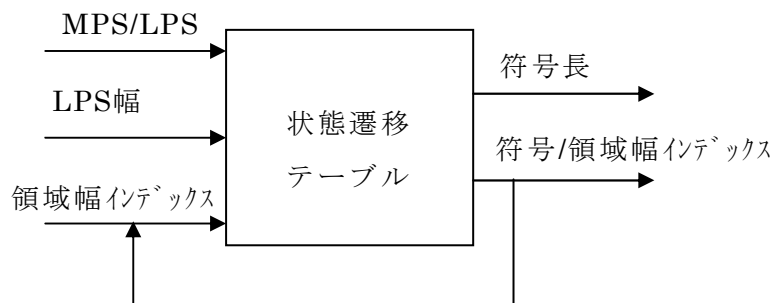 MPS/LPS
LPS幅
領域幅インデックス
状態遷移
テーブル
符号長
符号/領域幅インデックス